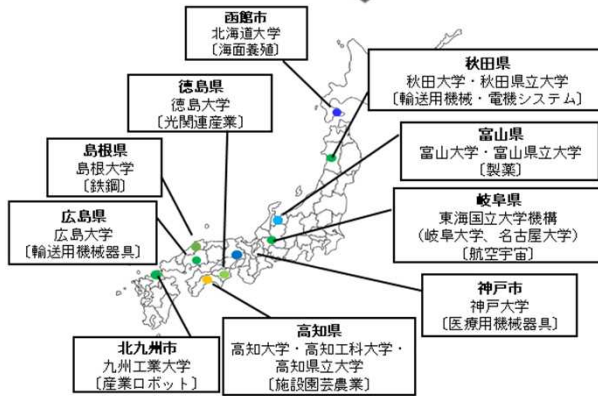 函館市
北海道大学
〔海面養殖〕
秋田県
秋田大学・秋田県立大学
〔輸送用機械・電機システム〕
徳島県
徳島大学
〔光関連産業〕
富山県
富山大学・富山県立大学
〔製薬〕
島根県
島根大学
〔鉄鋼〕
岐阜県
東海国立大学機構
（岐阜大学、名古屋大学）
〔航空宇宙〕
広島県
広島大学
〔輸送用機械器具〕
神戸市
神戸大学
〔医療用機械器具〕
高知県
高知大学・高知工科大学・
高知県立大学
〔施設園芸農業〕
北九州市
九州工業大学
〔産業ロボット〕